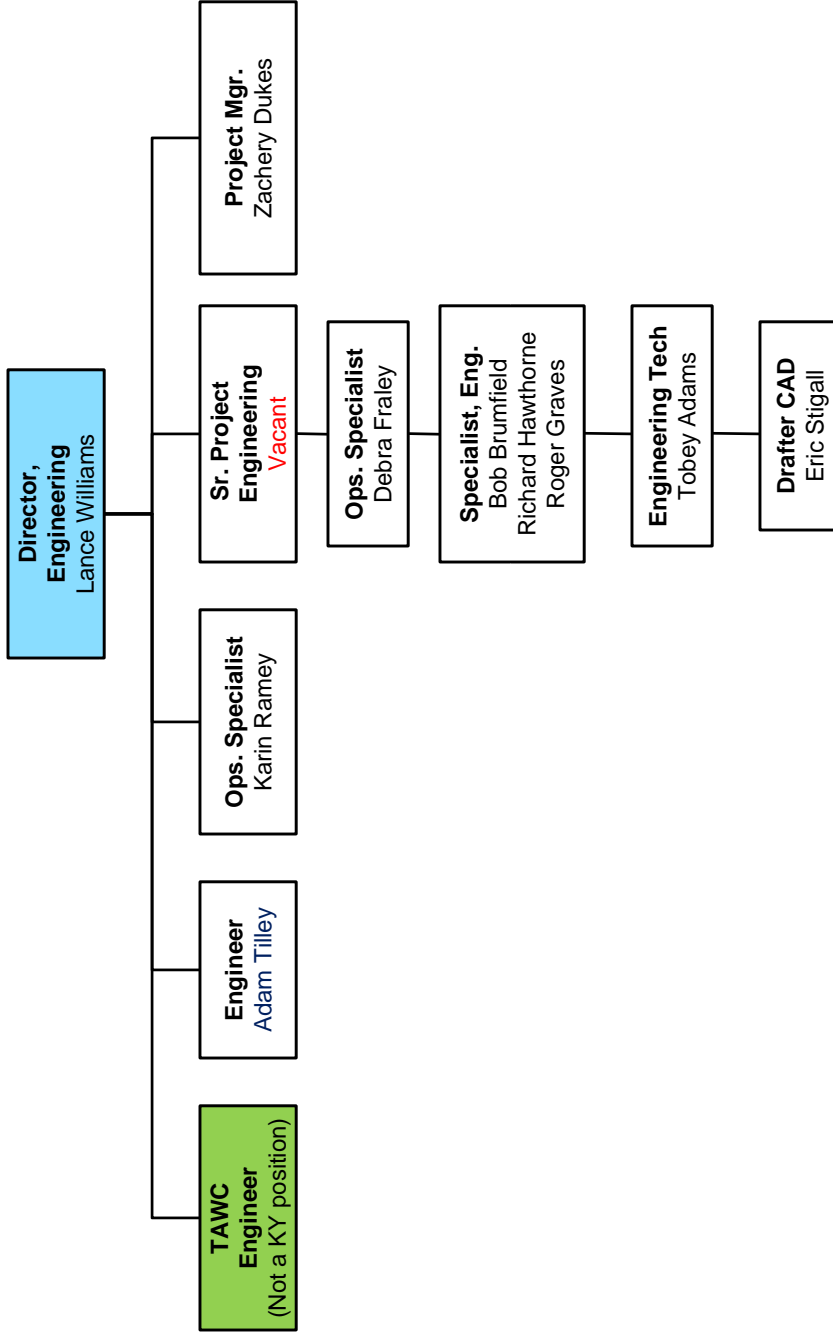 Director,
Engineering
Lance Williams
TAWC
Engineer
(Not a KY position)
Engineer
Adam Tilley
Ops. Specialist
Karin Ramey
Sr. Project
Engineering
Vacant
Project Mgr.
Zachery Dukes
Ops. Specialist
Debra Fraley
Specialist, Eng.
Bob Brumfield
Richard Hawthorne
Roger Graves
Engineering Tech
Tobey Adams
Drafter CAD
Eric Stigall